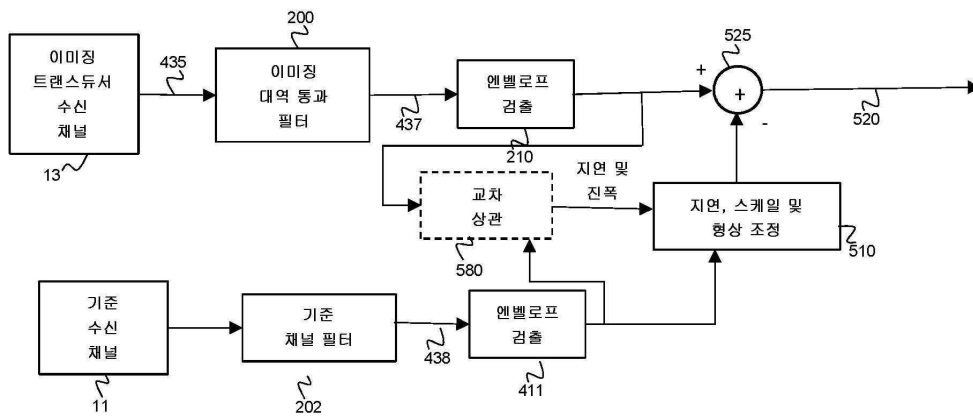 이미징
트랜스듀서
수신
채널
13
435
200
이미징
대역 통과
필터
437
엔벨로프
검출
210
+
525
+
-
520
교차
상관
580
지연 및
진폭
지연, 스케일 및
형상 조정
510
기준
수신
채널
11
기준
채널 필터
202
438
엔벨로프
검출
411